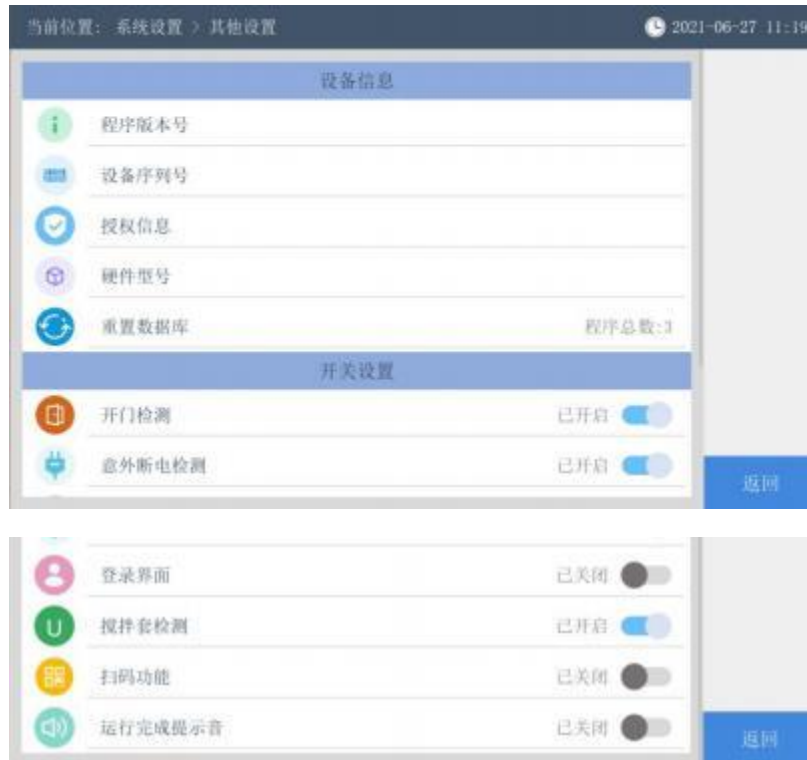 当前位置: 系统设置 > 其他设置 2021-06-27 11:19
设备信息
程序版本号
设备序列号
授权信息
硬件型号
重置数据库 程序总数:3
开关设置
开门检测 已开启
意外断电检测 已开启
返回
登录界面 已关闭
U 搅拌套检测 已开启
扫码功能 已关闭
运行完成提示音 已关闭
返回